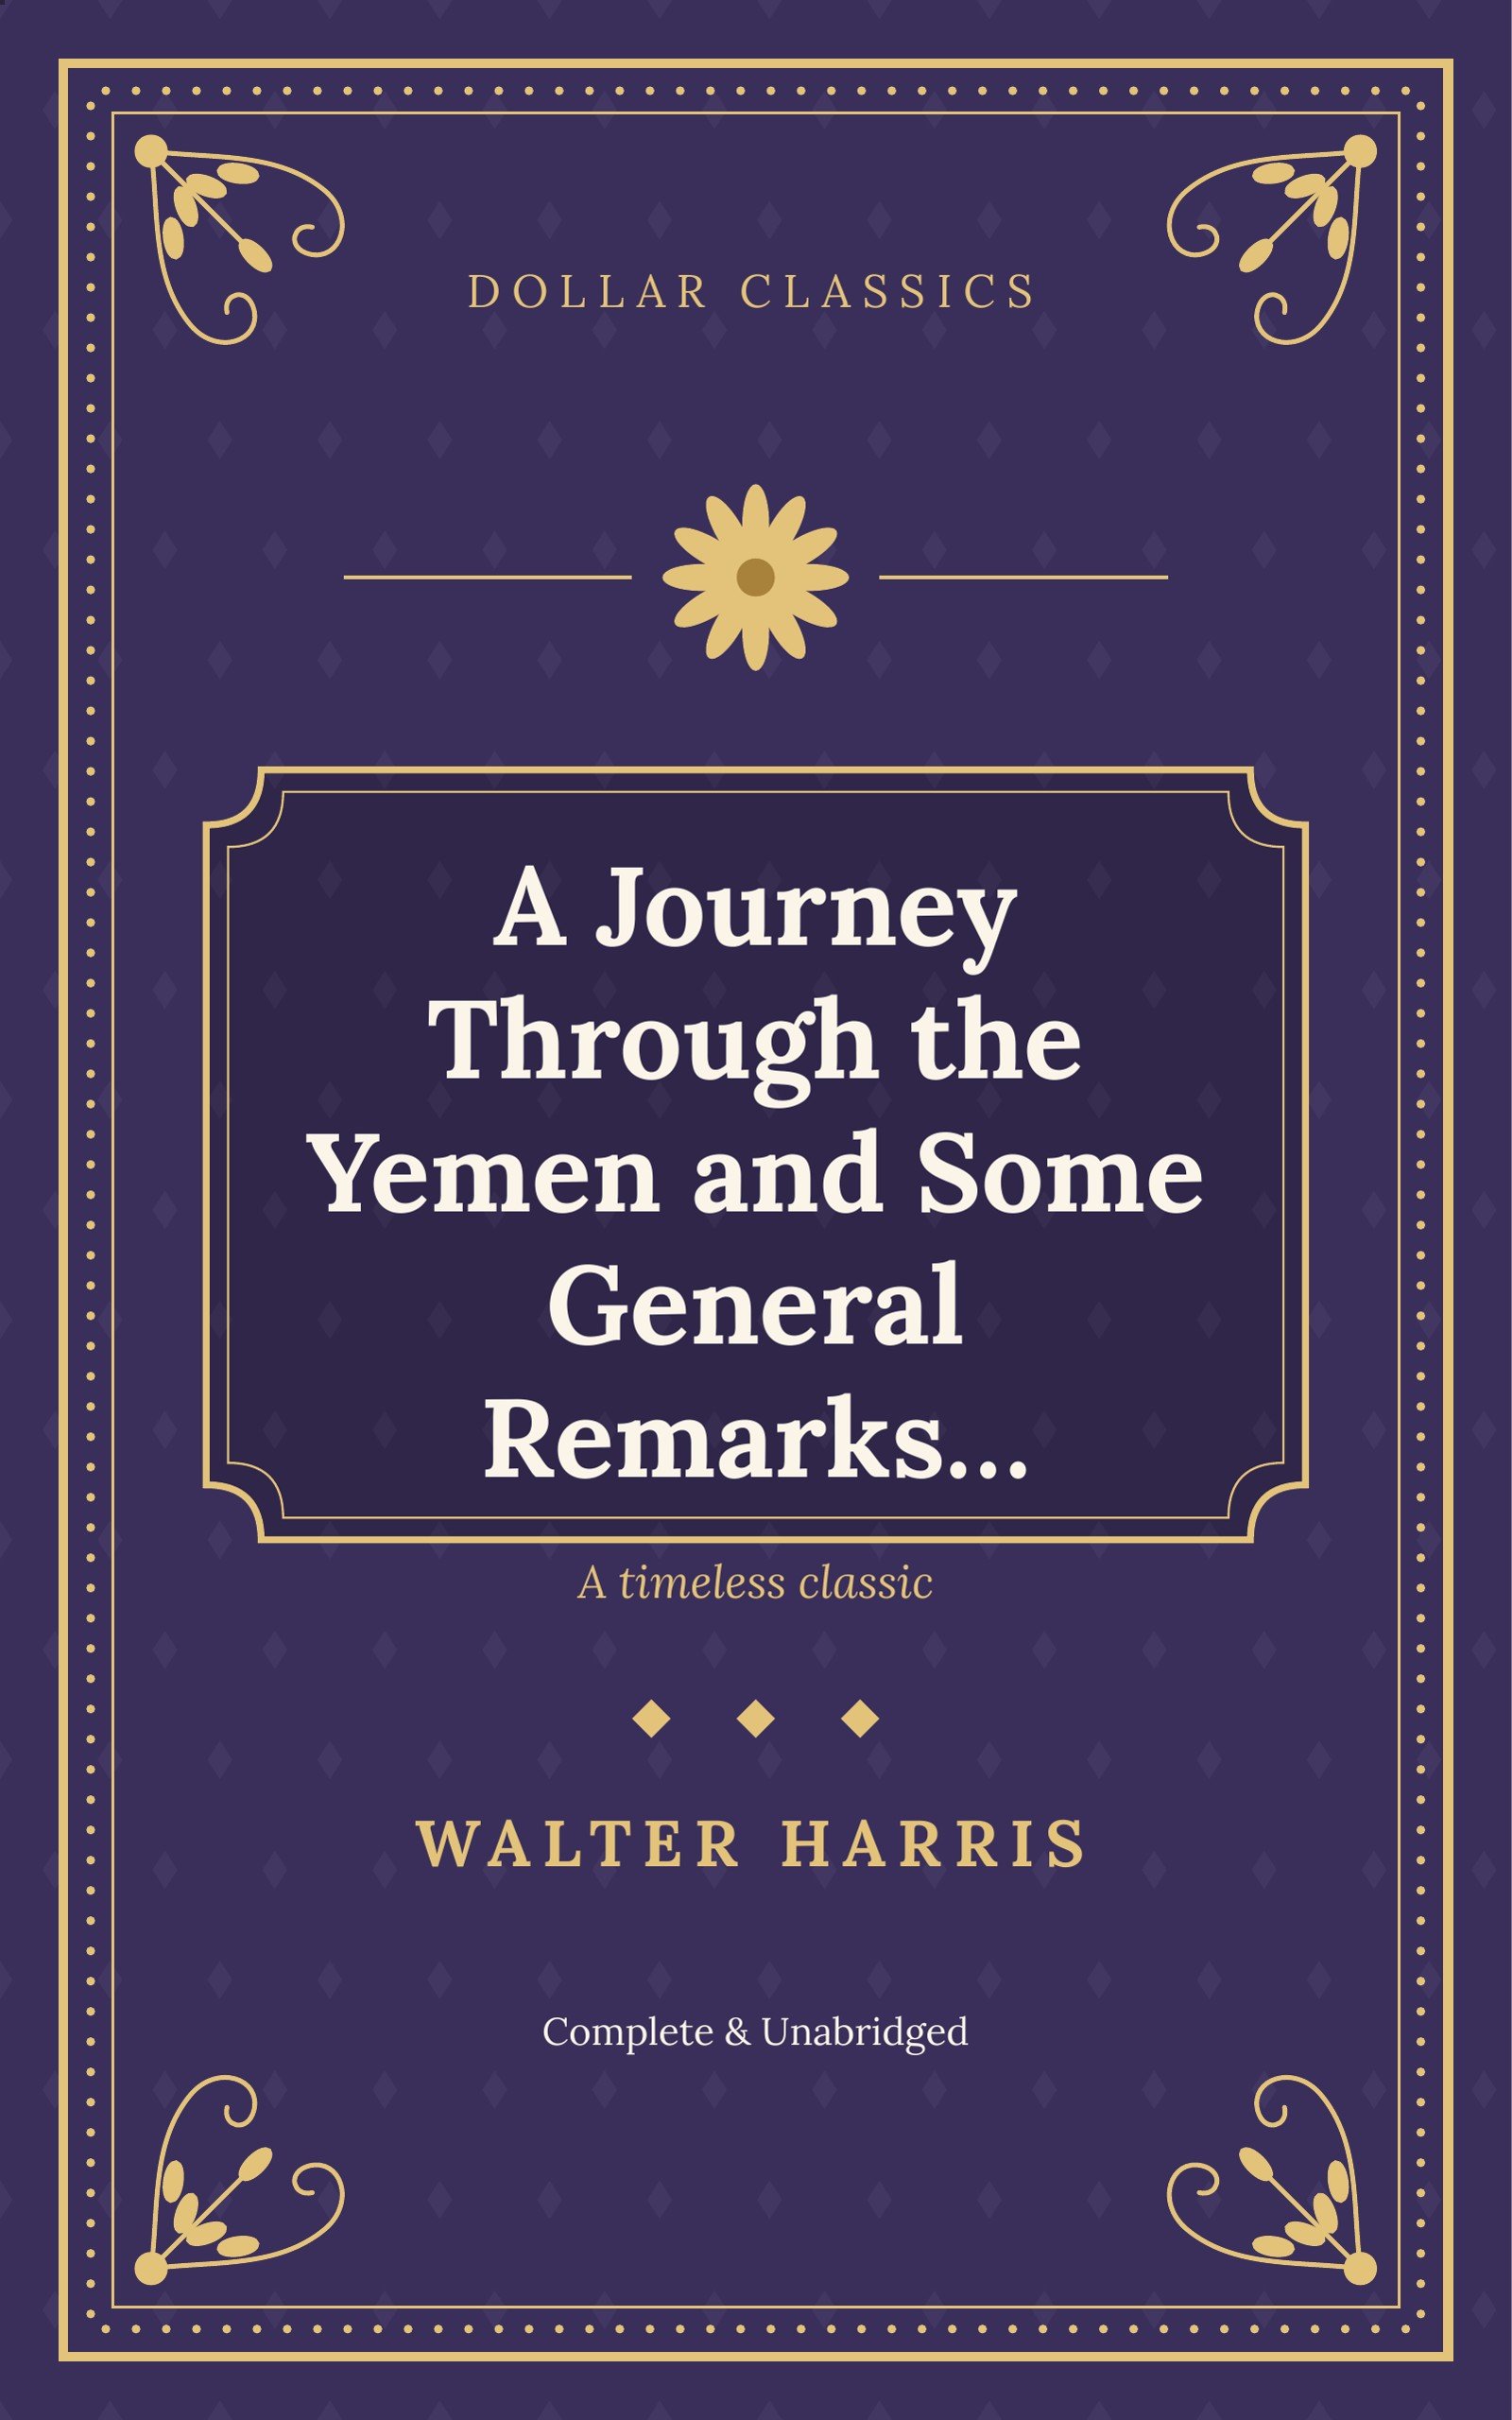 DOLLAR CLASSICS
A Journey
Through the
Yemen and Some
General
Remarks...
A timeless classic
WALTER HARRIS
Complete & Unabridged